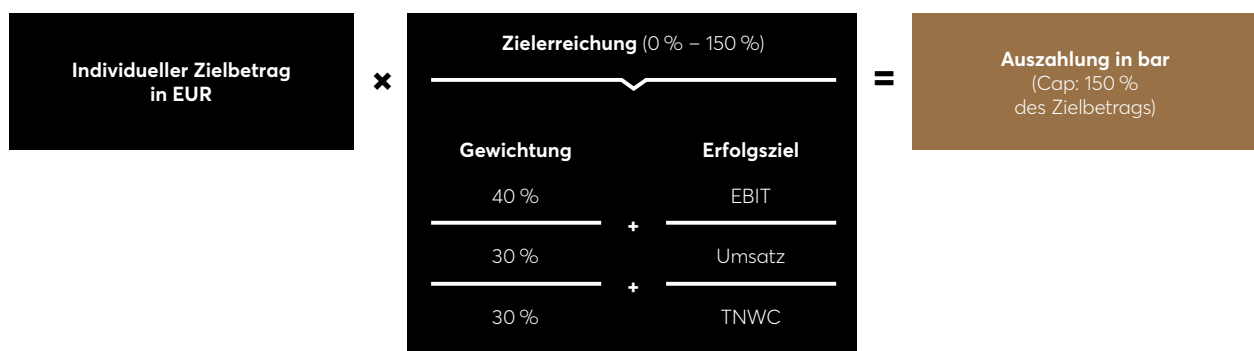 Individueller Zielbetrag
in EUR
×
Zielerreichung (0 % – 150 %)
Gewichtung Erfolgsziel
40 % EBIT
+
30 % Umsatz
+
30 % TNWC
=
Auszahlung in bar
(Cap: 150 %
des Zielbetrags)